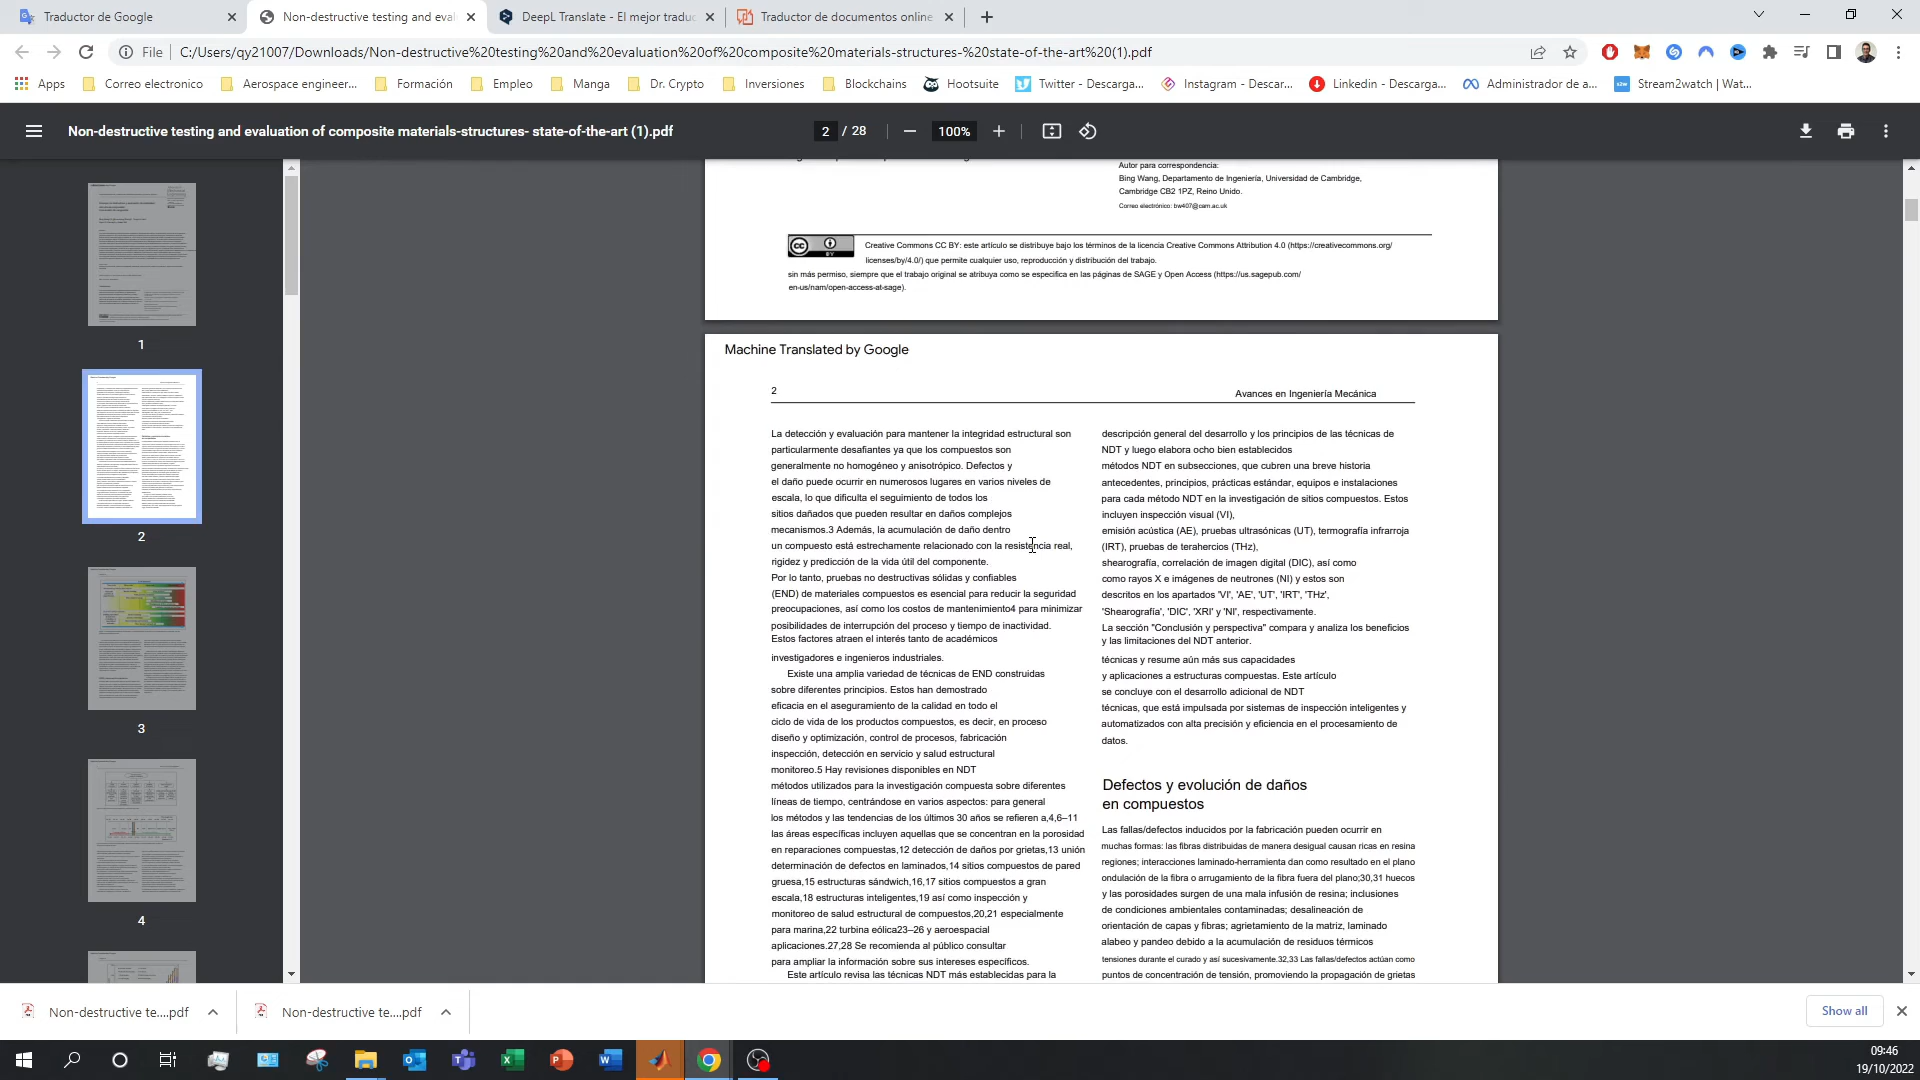 Traductor de Google
Non-destructive testing and eval
DeepL Translate - El mejor traduc
Traductor de documentos online
File
C:/Users/qy21007/Downloads/Non-destructive%20testing%20and%20evaluation%20of%20composite%20materials-structures-%20state-of-the-art%20(1).pdf
Apps
Correo electronico
Aerospace engineer...
Formación
Empleo
Manga
Dr. Crypto
Inversiones
Blockchains
Hootsuite
Twitter - Descarga...
Instagram - Descar...
Linkedin - Descarga...
Administrador de a...
Stream2watch | Wat...
Non-destructive testing and evaluation of composite materials-structures- state-of-the-art (1).pdf
2 / 28
100%
1
2
3
4
Autor para correspondencia:
Bing Wang, Departamento de Ingeniería, Universidad de Cambridge,
Cambridge CB2 1PZ, Reino Unido.
Correo electrónico: bw407@cam.ac.uk
CC BY
Creative Commons CC BY: este artículo se distribuye bajo los términos de la licencia Creative Commons Attribution 4.0 (https://creativecommons.org/
licenses/by/4.0/) que permite cualquier uso, reproducción y distribución del trabajo.
sin más permiso, siempre que el trabajo original se atribuya como se especifica en las páginas de SAGE y Open Access (https://us.sagepub.com/
en-us/nam/open-access-at-sage).
Machine Translated by Google
2
Avances en Ingeniería Mecánica
La detección y evaluación para mantener la integridad estructural son
particularmente desafiantes ya que los compuestos son
generalmente no homogéneo y anisotrópico. Defectos y
el daño puede ocurrir en numerosos lugares en varios niveles de
escala, lo que dificulta el seguimiento de todos los
sitios dañados que pueden resultar en daños complejos
mecanismos.3 Además, la acumulación de daño dentro
un compuesto está estrechamente relacionado con la resistencia real,
rigidez y predicción de la vida útil del componente.
Por lo tanto, pruebas no destructivas sólidas y confiables
(END) de materiales compuestos es esencial para reducir la seguridad
preocupaciones, así como los costos de mantenimiento4 para minimizar
posibilidades de interrupción del proceso y tiempo de inactividad.
Estos factores atraen el interés tanto de académicos
investigadores e ingenieros industriales.
Existe una amplia variedad de técnicas de END construidas
sobre diferentes principios. Estos han demostrado
eficacia en el aseguramiento de la calidad en todo el
ciclo de vida de los productos compuestos, es decir, en proceso
diseño y optimización, control de procesos, fabricación
inspección, detección en servicio y salud estructural
monitoreo.5 Hay revisiones disponibles en NDT
métodos utilizados para la investigación compuesta sobre diferentes
líneas de tiempo, centrándose en varios aspectos: para general
los métodos y las tendencias de los últimos 30 años se refieren a,4,6–11
las áreas específicas incluyen aquellas que se concentran en la porosidad
en reparaciones compuestas,12 detección de daños por grietas,13 unión
determinación de defectos en laminados,14 sitios compuestos de pared
gruesa,15 estructuras sándwich,16,17 sitios compuestos a gran
escala,18 estructuras inteligentes,19 así como inspección y
monitoreo de salud estructural de compuestos,20,21 especialmente
para marina,22 turbina eólica23–26 y aeroespacial
aplicaciones.27,28 Se recomienda al público consultar
para ampliar la información sobre sus intereses específicos.
Este artículo revisa las técnicas NDT más establecidas para la
descripción general del desarrollo y los principios de las técnicas de
NDT y luego elabora ocho bien establecidos
métodos NDT en subsecciones, que cubren una breve historia
antecedentes, principios, prácticas estándar, equipos e instalaciones
para cada método NDT en la investigación de sitios compuestos. Estos
incluyen inspección visual (VI),
emisión acústica (AE), pruebas ultrasónicas (UT), termografía infrarroja
(IRT), pruebas de terahercios (THz),
shearografía, correlación de imagen digital (DIC), así como
como rayos X e imágenes de neutrones (NI) y estos son
descritos en los apartados 'VI', 'AE', 'UT', 'IRT', 'THz',
'Shearografía', 'DIC', 'XRI' y 'NI', respectivamente.
La sección "Conclusión y perspectiva" compara y analiza los beneficios
y las limitaciones del NDT anterior.
técnicas y resume aún más sus capacidades
y aplicaciones a estructuras compuestas. Este artículo
se concluye con el desarrollo adicional de NDT
técnicas, que está impulsada por sistemas de inspección inteligentes y
automatizados con alta precisión y eficiencia en el procesamiento de
datos.
Defectos y evolución de daños
en compuestos
Las fallas/defectos inducidos por la fabricación pueden ocurrir en
muchas formas: las fibras distribuidas de manera desigual causan ricas en resina
regiones; interacciones laminado-herramienta dan como resultado en el plano
ondulación de la fibra o arrugamiento de la fibra fuera del plano;30,31 huecos
y las porosidades surgen de una mala infusión de resina; inclusiones
de condiciones ambientales contaminadas; desalineación de
orientación de capas y fibras; agrietamiento de la matriz, laminado
alabeo y pandeo debido a la acumulación de residuos térmicos
tensiones durante el curado y así sucesivamente.32,33 Las fallas/defectos actúan como
puntos de concentración de tensión, promoviendo la propagación de grietas
Non-destructive te....pdf
Non-destructive te....pdf
Show all
09:46
19/10/2022